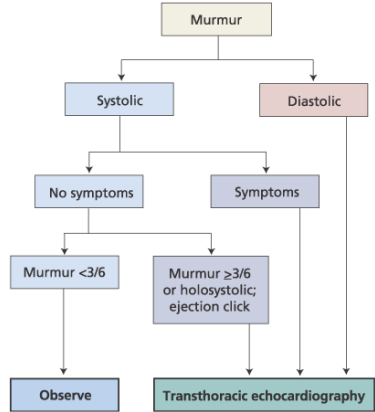 Murmur
Systolic
Diastolic
No symptoms
Symptoms
Murmur <3/6
Murmur ≥3/6
or holosystolic;
ejection click
Observe
Transthoracic echocardiography